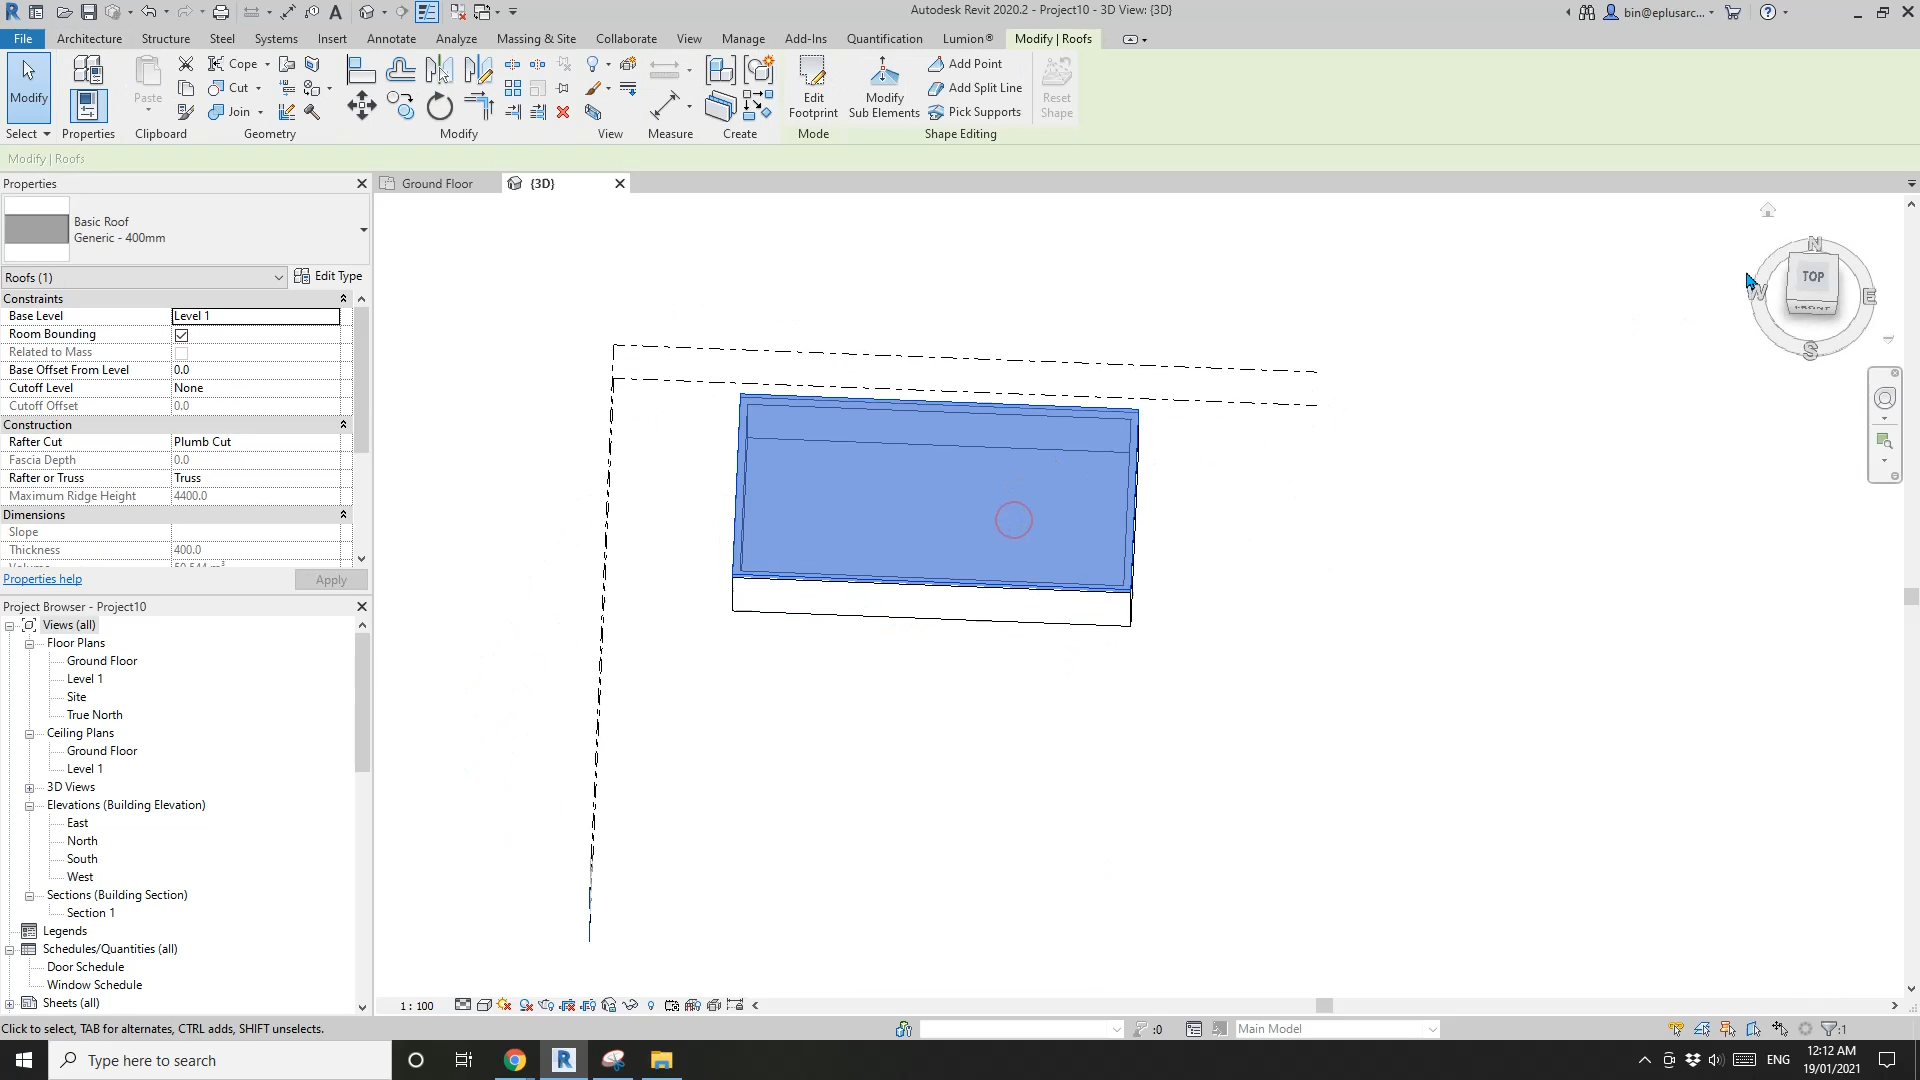 Autodesk Revit 2020.2 - Project10 - 3D View: {3D}
bin@eplusarc...
File Architecture Structure Steel Systems Insert Annotate Analyze Massing & Site Collaborate View Manage Add-Ins Quantification Lumion® Modify | Roofs
Modify
Paste
Cope
Cut
Join
Edit
Footprint
Modify
Sub Elements
Add Point
Add Split Line
Pick Supports
Reset
Shape
Select Properties Clipboard Geometry Modify View Measure Create Mode Shape Editing
Modify | Roofs
Properties
Ground Floor
{3D}
Basic Roof
Generic - 400mm
Roofs (1)
Edit Type
Constraints
Base Level Level 1
Room Bounding
Related to Mass
Base Offset From Level 0.0
Cutoff Level None
Cutoff Offset 0.0
Construction
Rafter Cut Plumb Cut
Fascia Depth 0.0
Rafter or Truss Truss
Maximum Ridge Height 4400.0
Dimensions
Slope
Thickness 400.0
Properties help
Apply
N
W
E
S
TOP
FRONT
Project Browser - Project10
Views (all)
Floor Plans
Ground Floor
Level 1
Site
True North
Ceiling Plans
Ground Floor
Level 1
3D Views
Elevations (Building Elevation)
East
North
South
West
Sections (Building Section)
Section 1
Legends
Schedules/Quantities (all)
Door Schedule
Window Schedule
Sheets (all)
1 : 100
Click to select, TAB for alternates, CTRL adds, SHIFT unselects.
:0
Main Model
:1
Type here to search
ENG
12:12 AM
19/01/2021